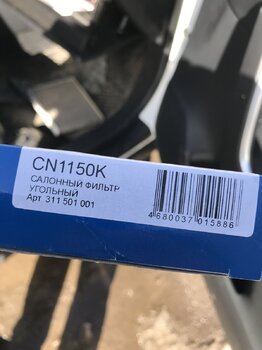 CN1150K
САЛОННЫЙ ФИЛЬТР
УГОЛЬНЫЙ
Арт. 311 501 001
4 680037 015886